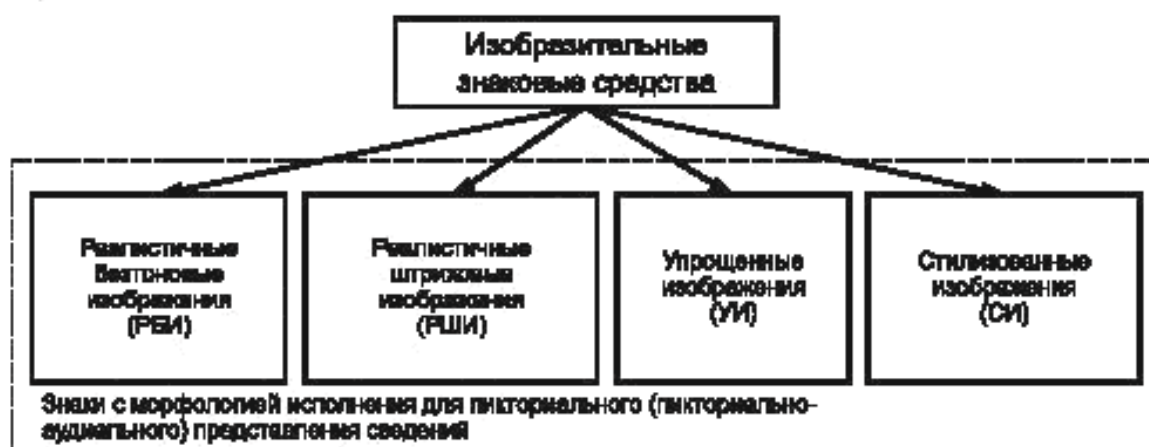 Изобразительные
знаковые средства
Реалистичные
безтоновые
изображения
(РБИ)
Реалистичные
штриховые
изображения
(РШИ)
Упрощенные
изображения
(УИ)
Стилизованные
изображения
(СИ)
Знаки с морфологией исполнения для пикториального (пикториально-
аудиального) представления сведений